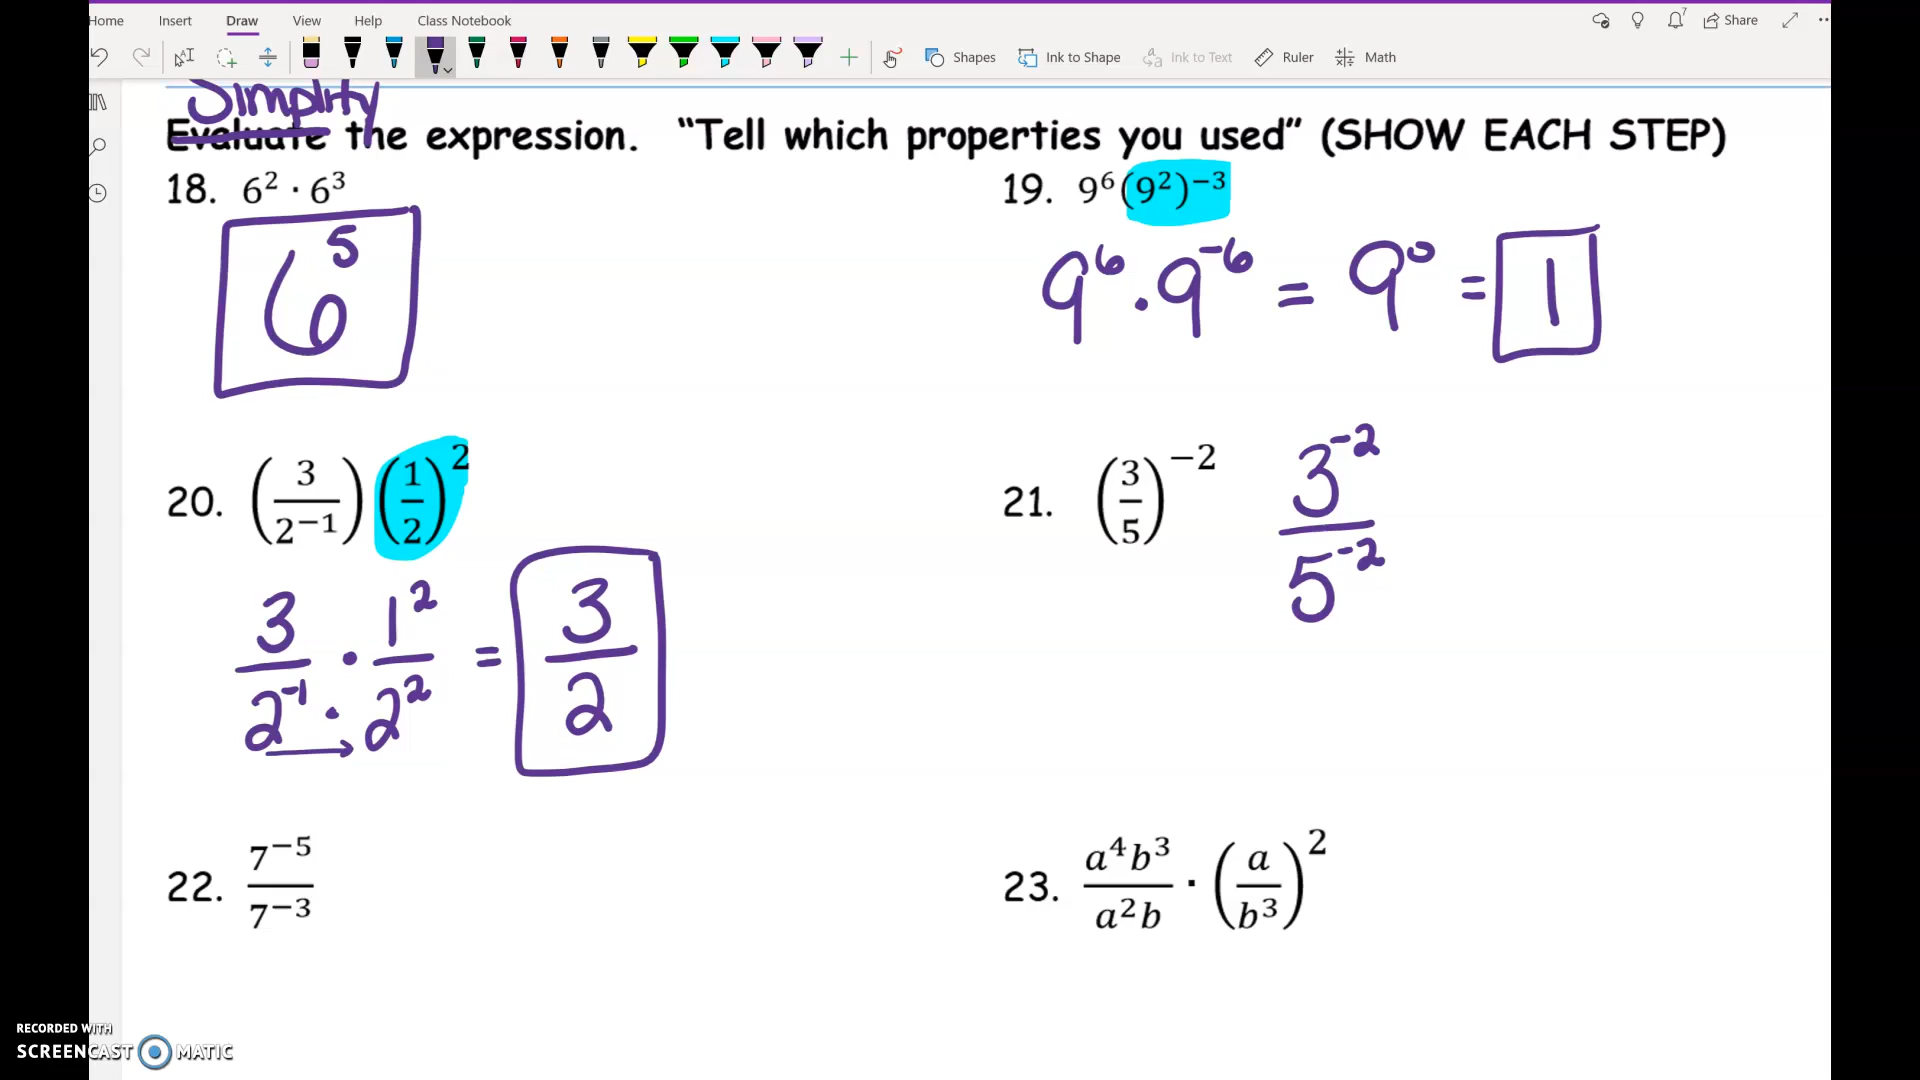 Home Insert Draw View Help Class Notebook 7 Share
Shapes Ink to Shape Ink to Text Ruler Math
Simplify
Evaluate the expression. “Tell which properties you used” (SHOW EACH STEP)
18. 6² · 6³
6⁵
19. 9⁶(9²)⁻³
9⁶ · 9⁻⁶ = 9⁰ = 1
20. (3/2⁻¹)(1/2)²
3/2⁻¹ · 1²/2² = 3/2
21. (3/5)⁻² 3⁻²/5⁻²
22. 7⁻⁵/7⁻³
23. a⁴b³/a²b · (a/b³)²
RECORDED WITH
SCREENCAST MATIC